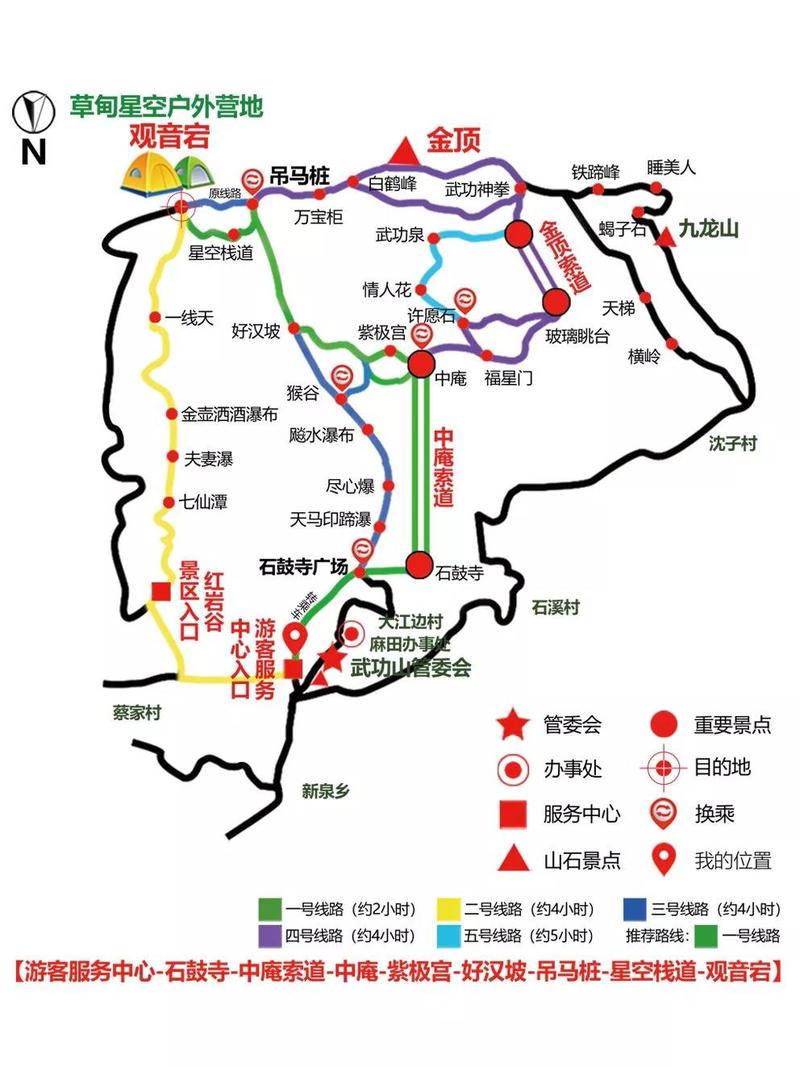 草甸星空户外营地
观音宕
N
金顶
吊马桩
原线路
白鹤峰
武功神拳
铁蹄峰
睡美人
万宝柜
蝎子石
九龙山
星空栈道
武功泉
金顶索道
情人花
天梯
一线天
许愿石
好汉坡
紫极宫
玻璃眺台
横岭
中庵
福星门
猴谷
金壶洒酒瀑布
飚水瀑布
沈子村
中庵索道
夫妻瀑
尽心爆
七仙潭
天马印蹄瀑
石鼓寺广场
石鼓寺
红岩谷
景区入口
转乘车
石溪村
大江边村
麻田办事处
游客服务
中心入口
武功山管委会
蔡家村
新泉乡
管委会
重要景点
办事处
目的地
服务中心
换乘
山石景点
我的位置
一号线路（约2小时）
二号线路（约4小时）
三号线路（约4小时）
四号线路（约4小时）
五号线路（约5小时）
推荐路线：
一号线路
【游客服务中心-石鼓寺-中庵索道-中庵-紫极宫-好汉坡-吊马桩-星空栈道-观音宕】